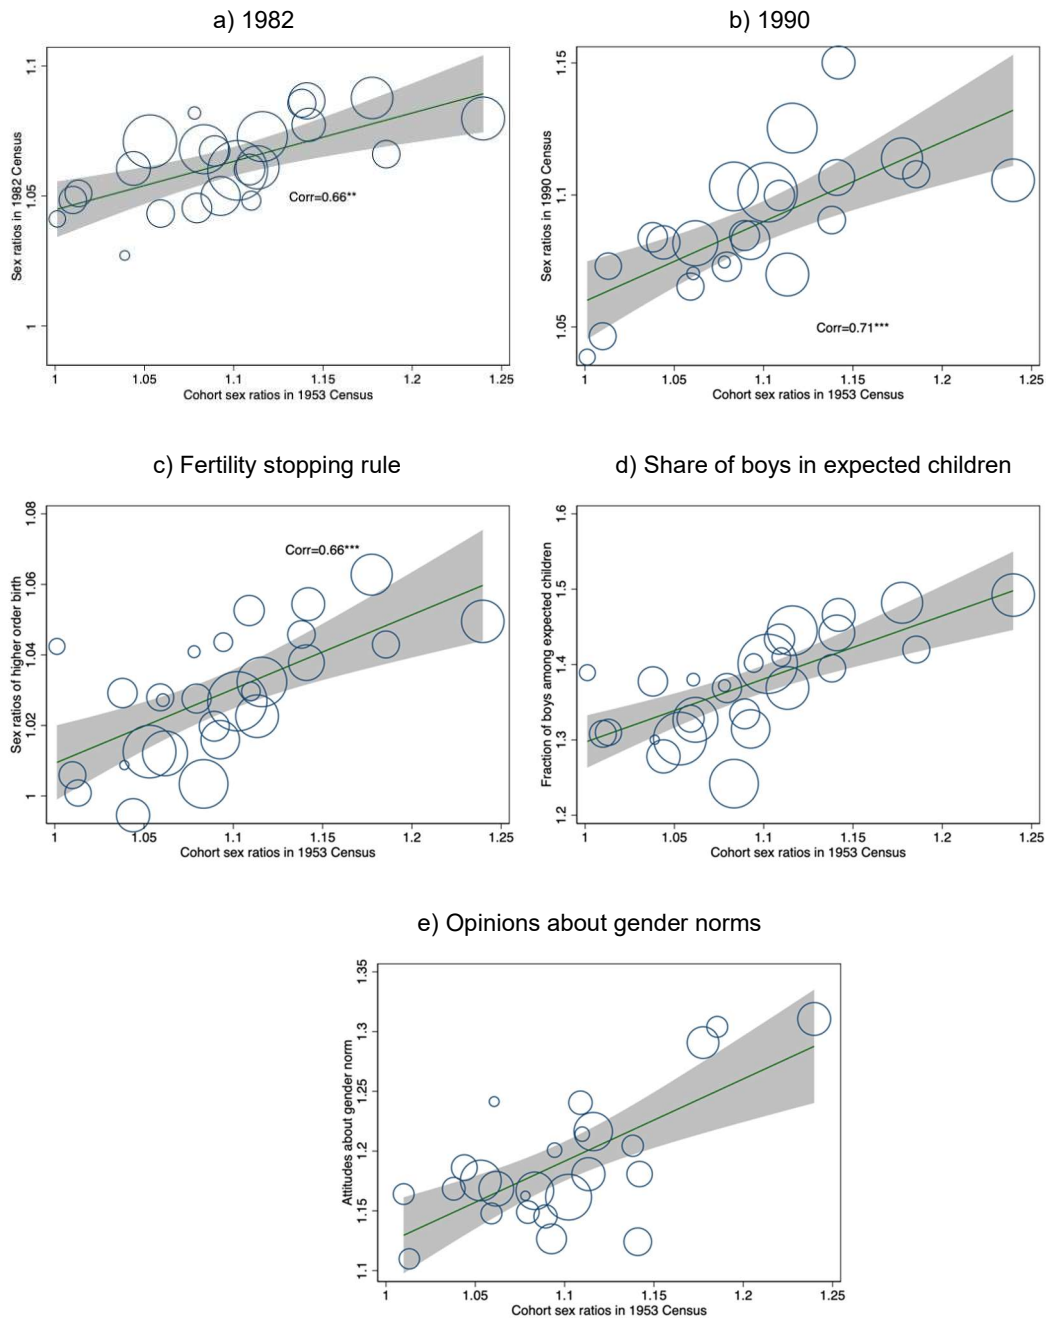 a) 1982
b) 1990
Sex ratios in 1982 Census
1.1
1.05
1
Corr=0.66**
1 1.05 1.1 1.15 1.2 1.25
Cohort sex ratios in 1953 Census
Sex ratios in 1990 Census
1.15
1.1
1.05
Corr=0.71***
1 1.05 1.1 1.15 1.2 1.25
Cohort sex ratios in 1953 Census
c) Fertility stopping rule
d) Share of boys in expected children
Sex ratios of higher order birth
1.08
1.06
1.04
1.02
1
Corr=0.66***
1 1.05 1.1 1.15 1.2 1.25
Cohort sex ratios in 1953 Census
Fraction of boys among expected children
1.6
1.5
1.4
1.3
1.2
1 1.05 1.1 1.15 1.2 1.25
Cohort sex ratios in 1953 Census
e) Opinions about gender norms
Attitudes about gender norm
1.35
1.3
1.25
1.2
1.15
1.1
1 1.05 1.1 1.15 1.2 1.25
Cohort sex ratios in 1953 Census